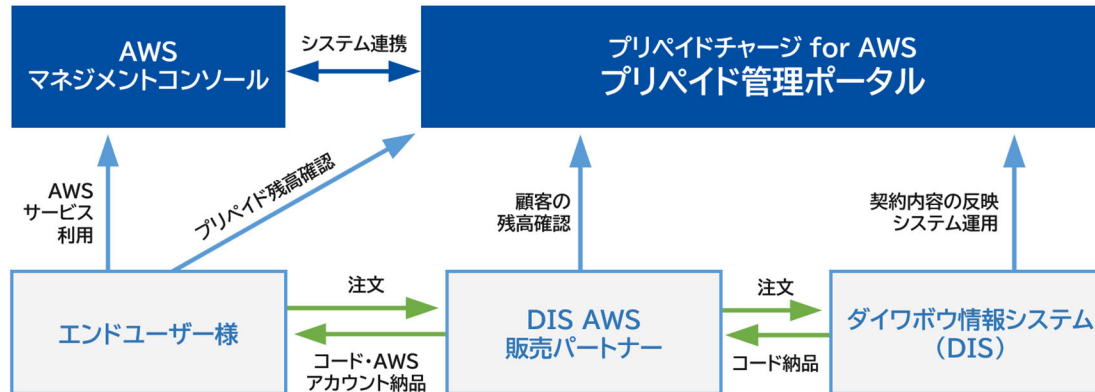 AWS
マネジメントコンソール
システム連携
プリペイドチャージ for AWS
プリペイド管理ポータル
AWS
サービス
利用
プリペイド残高確認
顧客の
残高確認
契約内容の反映
システム運用
エンドユーザー様
注文
コード・AWS
アカウント納品
DIS AWS
販売パートナー
注文
コード納品
ダイワボウ情報システム
（DIS）